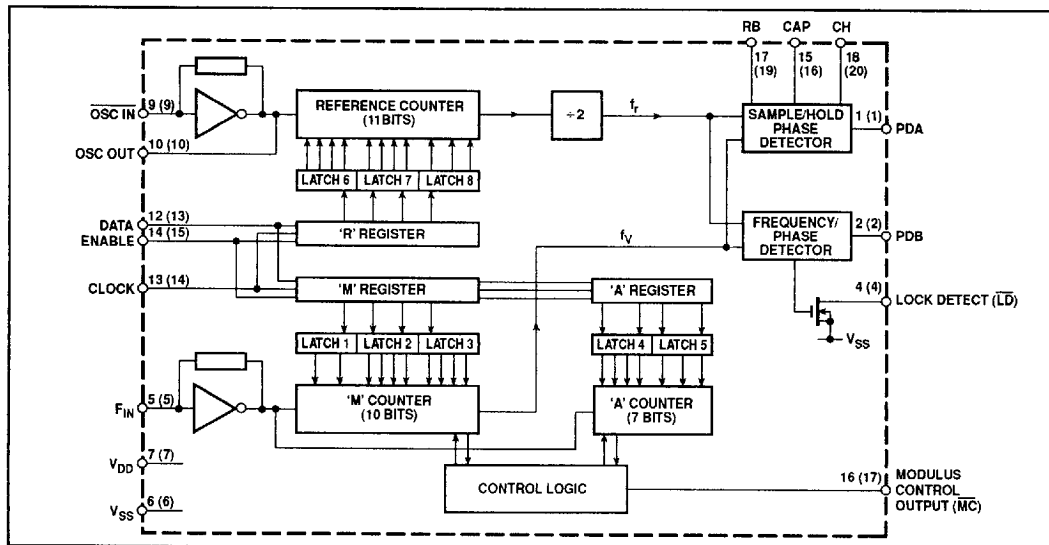 RB CAP CH
17 15 18
(19) (16) (20)
9 (9)
OSC IN
10 (10)
OSC OUT
REFERENCE COUNTER
(11BITS)
÷2
fr
SAMPLE/HOLD
PHASE
DETECTOR
1 (1)
PDA
LATCH 6 LATCH 7 LATCH 8
12 (13)
DATA
14 (15)
ENABLE
'R' REGISTER
fV
FREQUENCY/
PHASE
DETECTOR
2 (2)
PDB
13 (14)
CLOCK
'M' REGISTER
'A' REGISTER
4 (4)
LOCK DETECT (LD)
VSS
LATCH 1 LATCH 2 LATCH 3
LATCH 4 LATCH 5
5 (5)
FIN
'M' COUNTER
(10 BITS)
'A' COUNTER
(7 BITS)
7 (7)
VDD
CONTROL LOGIC
16 (17)
MODULUS
CONTROL
OUTPUT (MC)
6 (6)
VSS